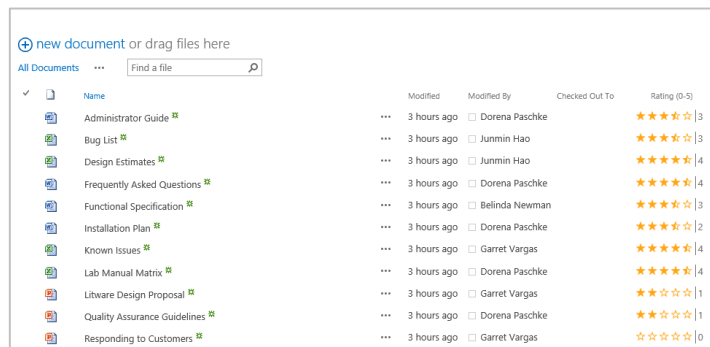 new document or drag files here
All Documents ... Find a file
Name Modified Modified By Checked Out To Rating (0-5)
Administrator Guide ... 3 hours ago Dorena Paschke 3
Bug List ... 3 hours ago Junmin Hao 3
Design Estimates ... 3 hours ago Junmin Hao 4
Frequently Asked Questions ... 3 hours ago Dorena Paschke 4
Functional Specification ... 3 hours ago Belinda Newman 3
Installation Plan ... 3 hours ago Dorena Paschke 2
Known Issues ... 3 hours ago Garret Vargas 4
Lab Manual Matrix ... 3 hours ago Dorena Paschke 4
Litware Design Proposal ... 3 hours ago Garret Vargas 1
Quality Assurance Guidelines ... 3 hours ago Dorena Paschke 1
Responding to Customers ... 3 hours ago Garret Vargas 0